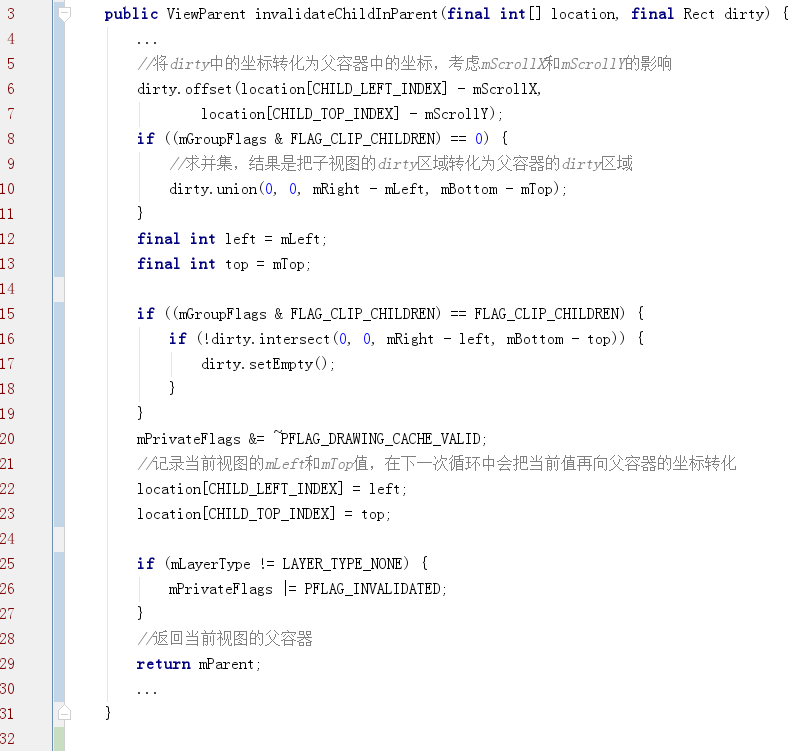 3 public ViewParent invalidateChildInParent(final int[] location, final Rect dirty) {
4 ...
5 //将dirty中的坐标转化为父容器中的坐标，考虑mScrollX和mScrollY的影响
6 dirty.offset(location[CHILD_LEFT_INDEX] - mScrollX,
7 location[CHILD_TOP_INDEX] - mScrollY);
8 if ((mGroupFlags & FLAG_CLIP_CHILDREN) == 0) {
9 //求并集，结果是把子视图的dirty区域转化为父容器的dirty区域
10 dirty.union(0, 0, mRight - mLeft, mBottom - mTop);
11 }
12 final int left = mLeft;
13 final int top = mTop;
14
15 if ((mGroupFlags & FLAG_CLIP_CHILDREN) == FLAG_CLIP_CHILDREN) {
16 if (!dirty.intersect(0, 0, mRight - left, mBottom - top)) {
17 dirty.setEmpty();
18 }
19 }
20 mPrivateFlags &= ~PFLAG_DRAWING_CACHE_VALID;
21 //记录当前视图的mLeft和mTop值，在下一次循环中会把当前值再向父容器的坐标转化
22 location[CHILD_LEFT_INDEX] = left;
23 location[CHILD_TOP_INDEX] = top;
24
25 if (mLayerType != LAYER_TYPE_NONE) {
26 mPrivateFlags |= PFLAG_INVALIDATED;
27 }
28 //返回当前视图的父容器
29 return mParent;
30 ...
31 }
32